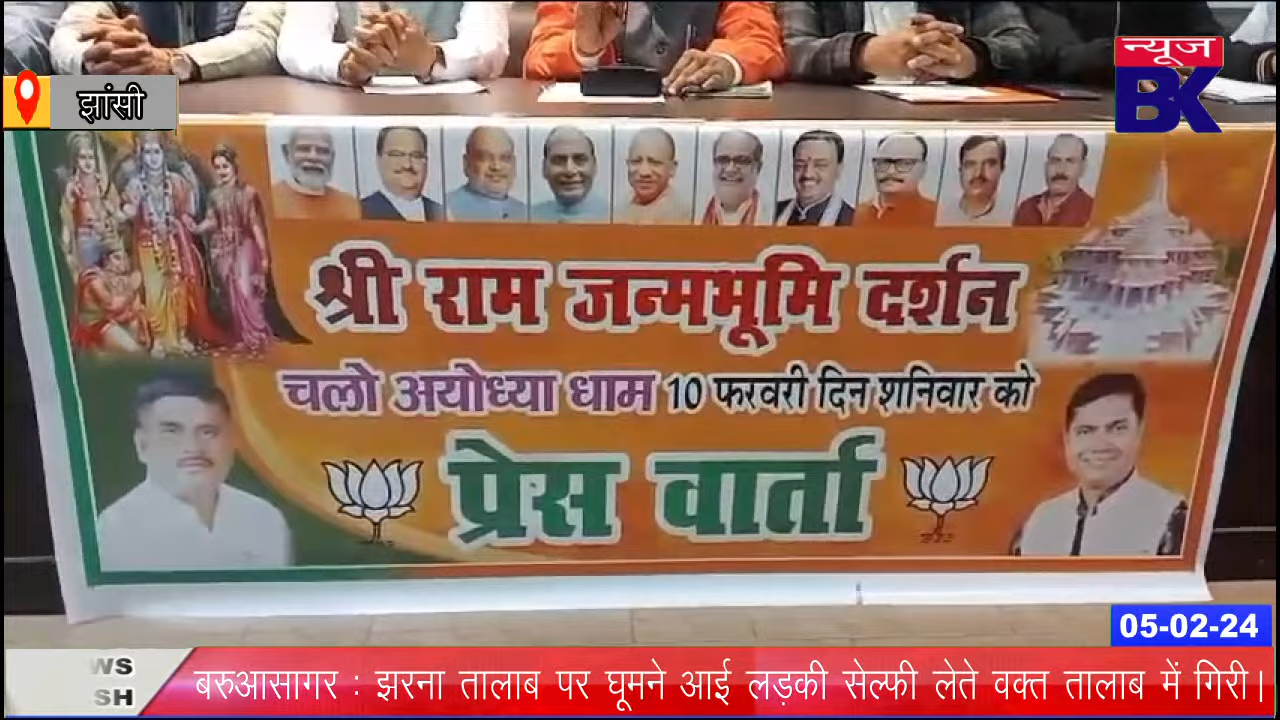 न्यूज
BK
झांसी
श्री राम जन्मभूमि दर्शन
चलो अयोध्या धाम 10 फरवरी दिन शनिवार को
प्रेस वार्ता
05-02-24
WS
SH
बरुआसागर : झरना तालाब पर घूमने आई लड़की सेल्फी लेते वक्त तालाब में गिरी।